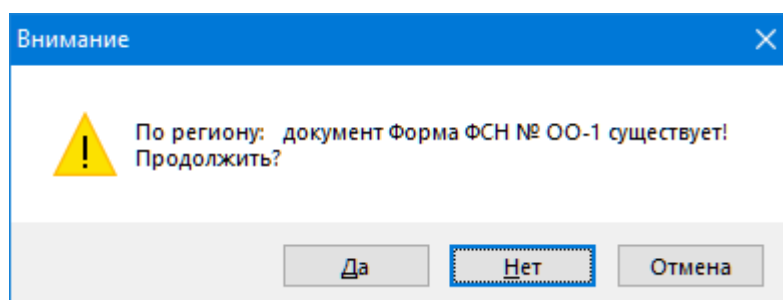 Внимание
По региону:   документ Форма ФСН № ОО-1 существует!
Продолжить?
Да
Нет
Отмена